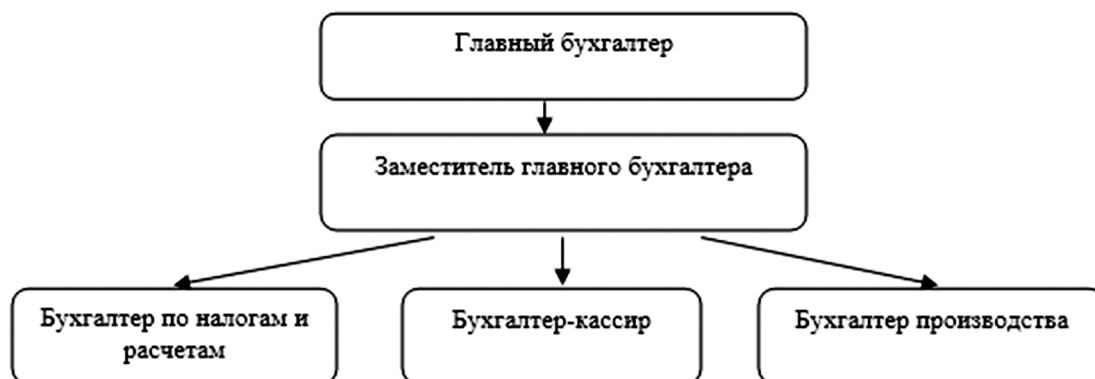 Главный бухгалтер
Заместитель главного бухгалтера
Бухгалтер по налогам и
расчетам
Бухгалтер-кассир
Бухгалтер производства